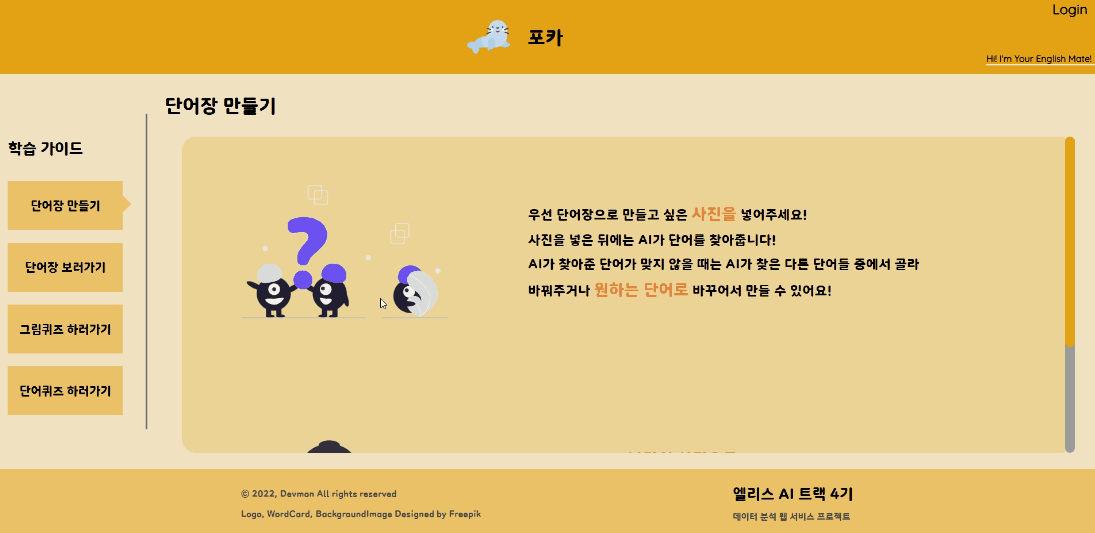 Login
포카
Hi! I'm Your English Mate!
단어장 만들기
학습 가이드
단어장 만들기
단어장 보러가기
그림퀴즈 하러가기
단어퀴즈 하러가기
우선 단어장으로 만들고 싶은 사진을 넣어주세요!
사진을 넣은 뒤에는 AI가 단어를 찾아줍니다!
AI가 찾아준 단어가 맞지 않을 때는 AI가 찾은 다른 단어들 중에서 골라
바꿔주거나 원하는 단어로 바꾸어서 만들 수 있어요!
© 2022, Devmon All rights reserved
Logo, WordCard, BackgroundImage Designed by Freepik
엘리스 AI 트랙 4기
데이터 분석 웹 서비스 프로젝트